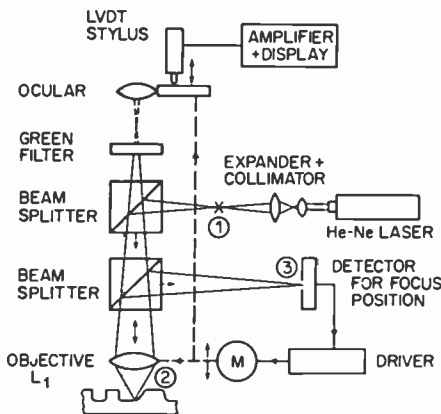 LVDT
STYLUS
AMPLIFIER
+ DISPLAY
OCULAR
GREEN
FILTER
EXPANDER +
COLLIMATOR
BEAM
SPLITTER
1
He-Ne LASER
BEAM
SPLITTER
3
DETECTOR
FOR FOCUS
POSITION
OBJECTIVE
L1
2
M
DRIVER